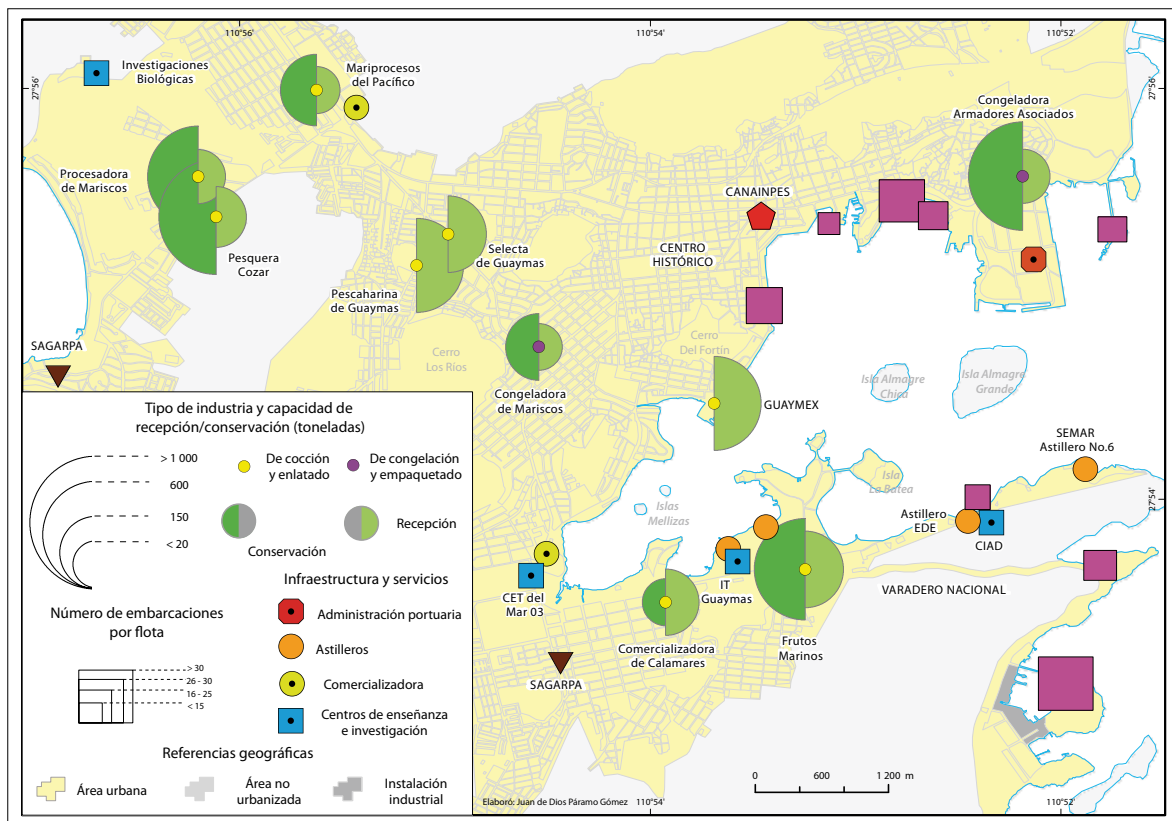 110°56'
110°54'
110°52'
27°56'
27°56'
Investigaciones
Biológicas
Mariprocesos
del Pacífico
Congeladora
Armadores Asociados
Procesadora
de Mariscos
CANAINPES
Pesquera
Cozar
Selecta
de Guaymas
CENTRO
HISTÓRICO
Pescaharina
de Guaymas
SAGARPA
Cerro
Los Ríos
Cerro
Del Fortín
Isla Almagre
Chica
Isla Almagre
Grande
Congeladora
de Mariscos
GUAYMEX
SEMAR
Astillero No.6
Isla
La Batea
Islas
Mellizas
27°54'
Astillero
EDE
CIAD
CET del
Mar 03
IT
Guaymas
VARADERO NACIONAL
Comercializadora
de Calamares
Frutos
Marinos
SAGARPA
Tipo de industria y capacidad de
recepción/conservación (toneladas)
> 1 000
600
150
< 20
De cocción
y enlatado
De congelación
y empaquetado
Conservación
Recepción
Infraestructura y servicios
Número de embarcaciones
por flota
> 30
26 - 30
16 - 25
< 15
Administración portuaria
Astilleros
Comercializadora
Centros de enseñanza
e investigación
Referencias geográficas
Área urbana
Área no
urbanizada
Instalación
industrial
Elaboró: Juan de Dios Páramo Gómez
0 600 1 200 m
110°54'
110°52'